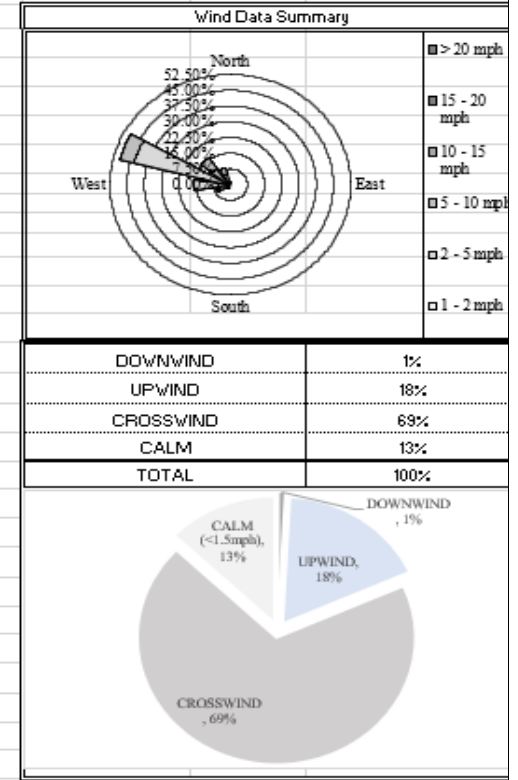 Wind Data Summary
North
52.50%
45.00%
37.50%
30.00%
22.50%
15.00%
0.00%
West
East
South
> 20 mph
15 - 20
mph
10 - 15
mph
5 - 10 mph
2 - 5 mph
1 - 2 mph
DOWNWIND 1%
UPWIND 18%
CROSSWIND 69%
CALM 13%
TOTAL 100%
DOWNWIND
, 1%
CALM
(<1.5mph),
13%
UPWIND,
18%
CROSSWIND
, 69%